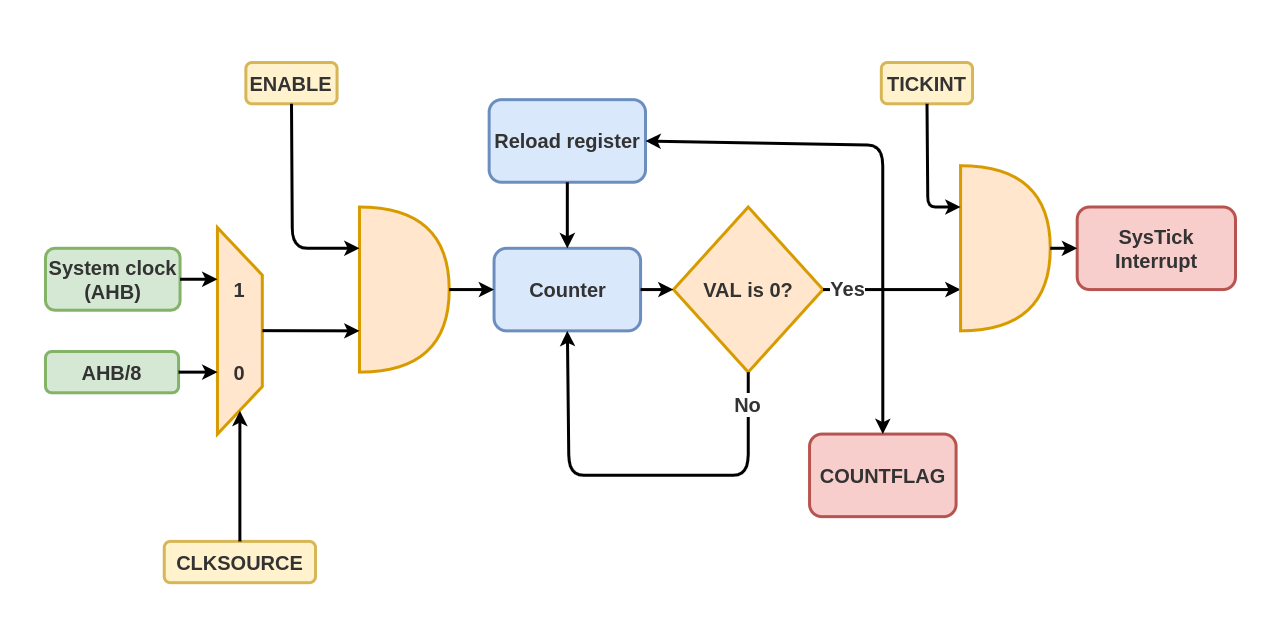 ENABLE
TICKINT
Reload register
System clock
(AHB)
1
Counter
VAL is 0?
Yes
SysTick
Interrupt
AHB/8
0
No
COUNTFLAG
CLKSOURCE